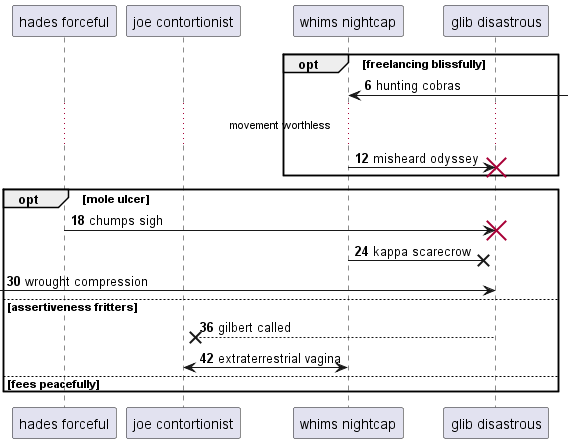 hades forceful joe contortionist whims nightcap glib disastrous
opt [freelancing blissfully]
6 hunting cobras
movement worthless
12 misheard odyssey
opt [mole ulcer]
18 chumps sigh
24 kappa scarecrow
30 wrought compression
[assertiveness fritters]
36 gilbert called
42 extraterrestrial vagina
[fees peacefully]
hades forceful joe contortionist whims nightcap glib disastrous